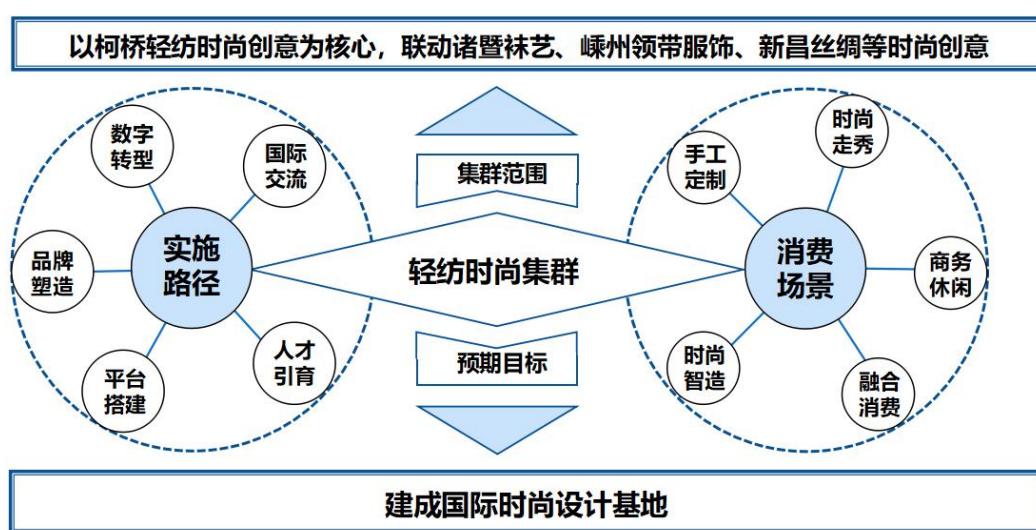 以柯桥轻纺时尚创意为核心，联动诸暨袜艺、嵊州领带服饰、新昌丝绸等时尚创意
数字
转型
国际
交流
品牌
塑造
实施
路径
平台
搭建
人才
引育
集群范围
轻纺时尚集群
预期目标
手工
定制
时尚
走秀
消费
场景
商务
休闲
时尚
智造
融合
消费
建成国际时尚设计基地